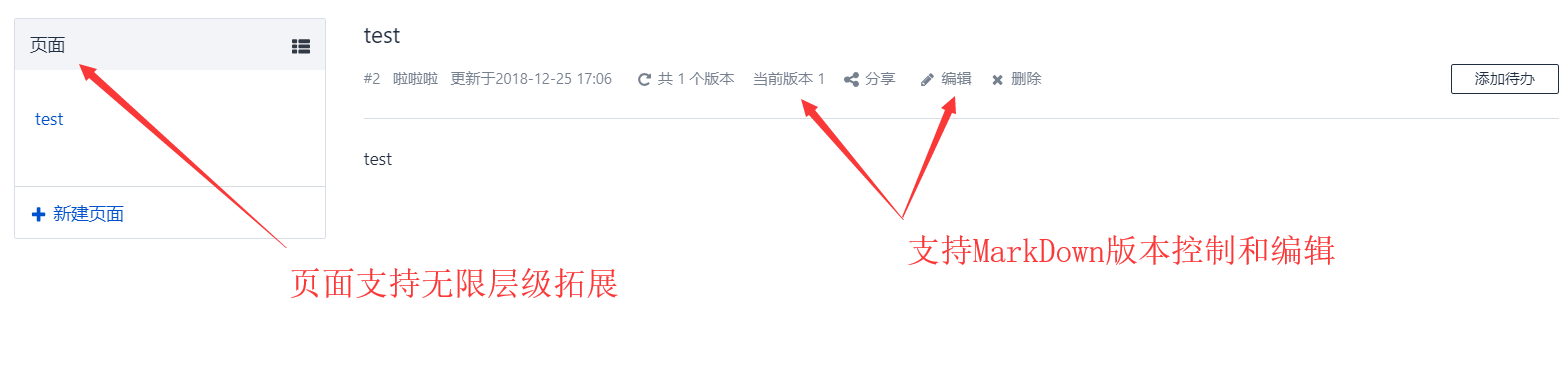 页面
test
新建页面
test
#2 啦啦啦 更新于2018-12-25 17:06 共 1 个版本 当前版本 1 分享 编辑 删除 添加待办
test
支持MarkDown版本控制和编辑
页面支持无限层级拓展